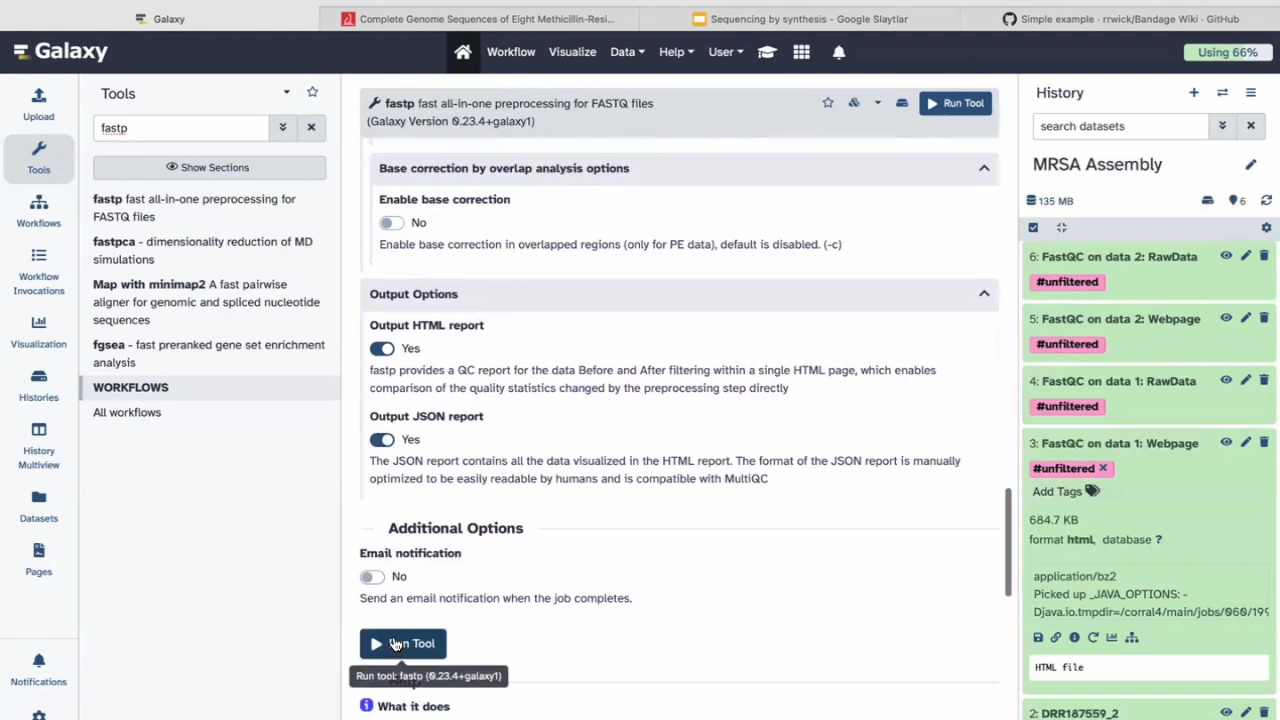 Galaxy
Complete Genome Sequences of Eight Methicillin-Resi...
Sequencing by synthesis - Google Slaytlar
Simple example · rrwick/Bandage Wiki · GitHub
Galaxy
Workflow
Visualize
Data
Help
User
Using 66%
Upload
Tools
Workflows
Workflow
Invocations
Visualization
Histories
History
Multiview
Datasets
Pages
Notifications
Tools
fastp
Show Sections
fastp fast all-in-one preprocessing for
FASTQ files
fastpca - dimensionality reduction of MD
simulations
Map with minimap2 A fast pairwise
aligner for genomic and spliced nucleotide
sequences
fgsea - fast preranked gene set enrichment
analysis
WORKFLOWS
All workflows
fastp fast all-in-one preprocessing for FASTQ files
(Galaxy Version 0.23.4+galaxy1)
Run Tool
Base correction by overlap analysis options
Enable base correction
No
Enable base correction in overlapped regions (only for PE data), default is disabled. (-c)
Output Options
Output HTML report
Yes
fastp provides a QC report for the data Before and After filtering within a single HTML page, which enables
comparison of the quality statistics changed by the preprocessing step directly
Output JSON report
Yes
The JSON report contains all the data visualized in the HTML report. The format of the JSON report is manually
optimized to be easily readable by humans and is compatible with MultiQC
Additional Options
Email notification
No
Send an email notification when the job completes.
Run Tool
Run tool: fastp (0.23.4+galaxy1)
What it does
History
search datasets
MRSA Assembly
135 MB
6
6: FastQC on data 2: RawData
#unfiltered
5: FastQC on data 2: Webpage
#unfiltered
4: FastQC on data 1: RawData
#unfiltered
3: FastQC on data 1: Webpage
#unfiltered
Add Tags
684.7 KB
format html, database ?
application/bz2
Picked up _JAVA_OPTIONS: -
Djava.io.tmpdir=/corral4/main/jobs/060/199
HTML file
2: DRR187559_2